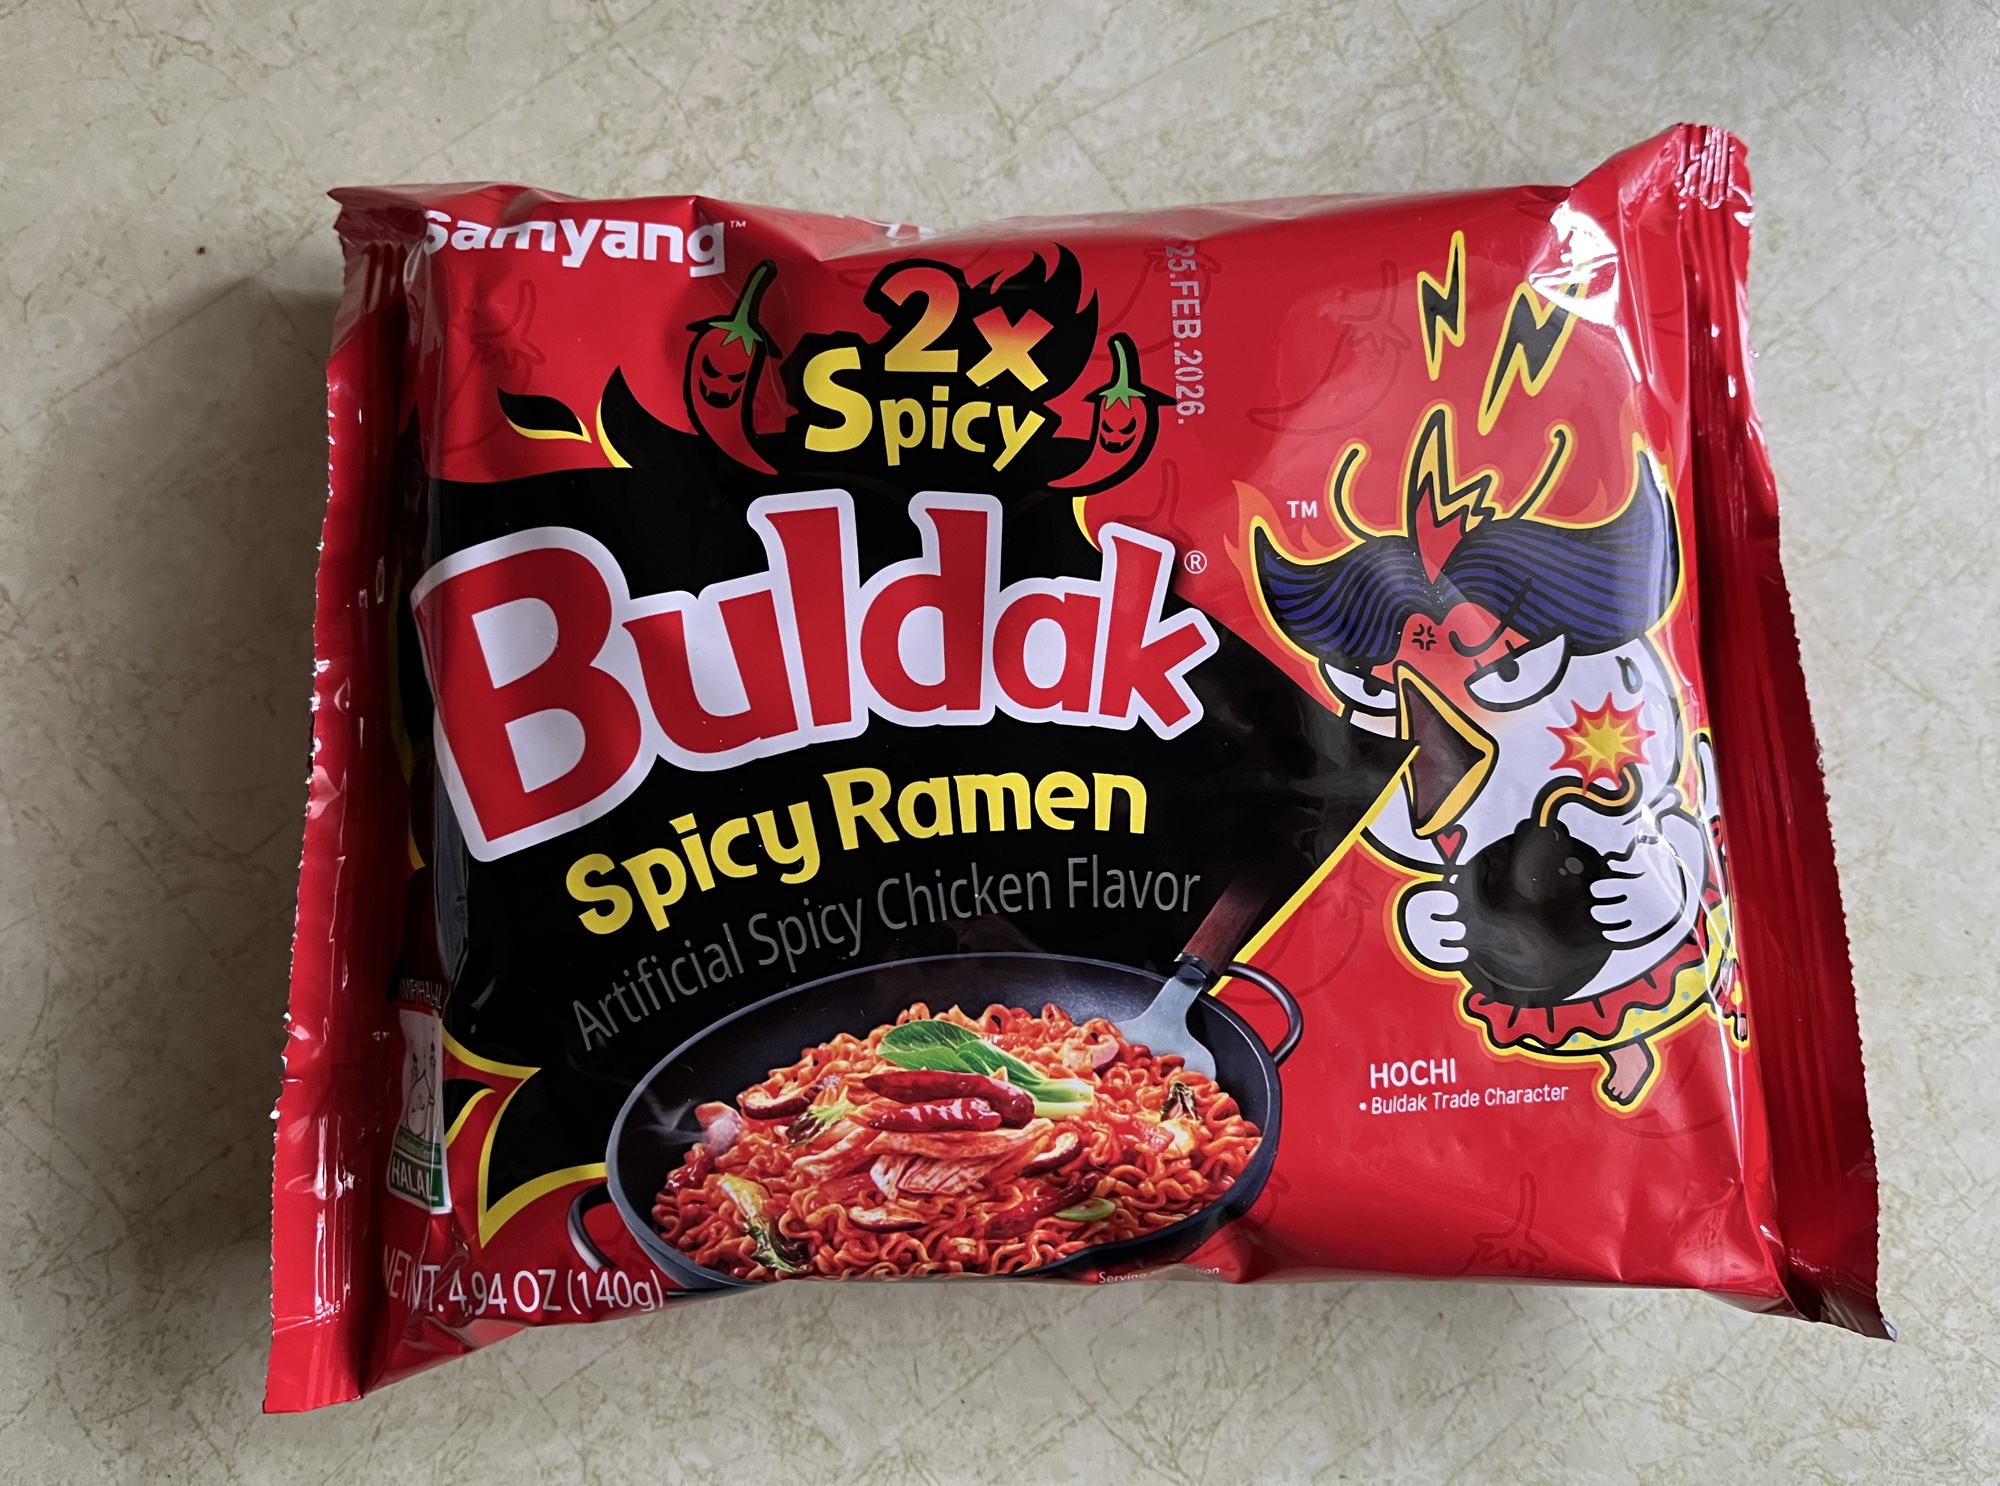 Samyang™
2x
Spicy
25.FEB.2026.
Buldak®
TM
Spicy Ramen
Artificial Spicy Chicken Flavor
HOCHI
* Buldak Trade Character
HALAL
NET WT. 4.94 OZ (140g)
Serving